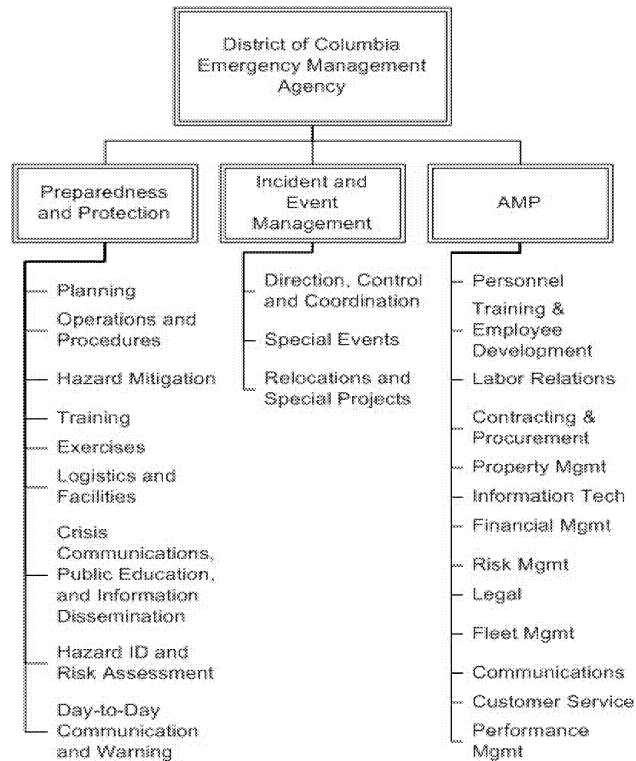 District of Columbia
Emergency Management
Agency
Preparedness
and Protection
Incident and
Event
Management
AMP
Planning
Operations and
Procedures
Hazard Mitigation
Training
Exercises
Logistics and
Facilities
Crisis
Communications,
Public Education,
and Information
Dissemination
Hazard ID and
Risk Assessment
Day-to-Day
Communication
and Warning
Direction, Control
and Coordination
Special Events
Relocations and
Special Projects
Personnel
Training &
Employee
Development
Labor Relations
Contracting &
Procurement
Property Mgmt
Information Tech
Financial Mgmt
Risk Mgmt
Legal
Fleet Mgmt
Communications
Customer Service
Performance
Mgmt